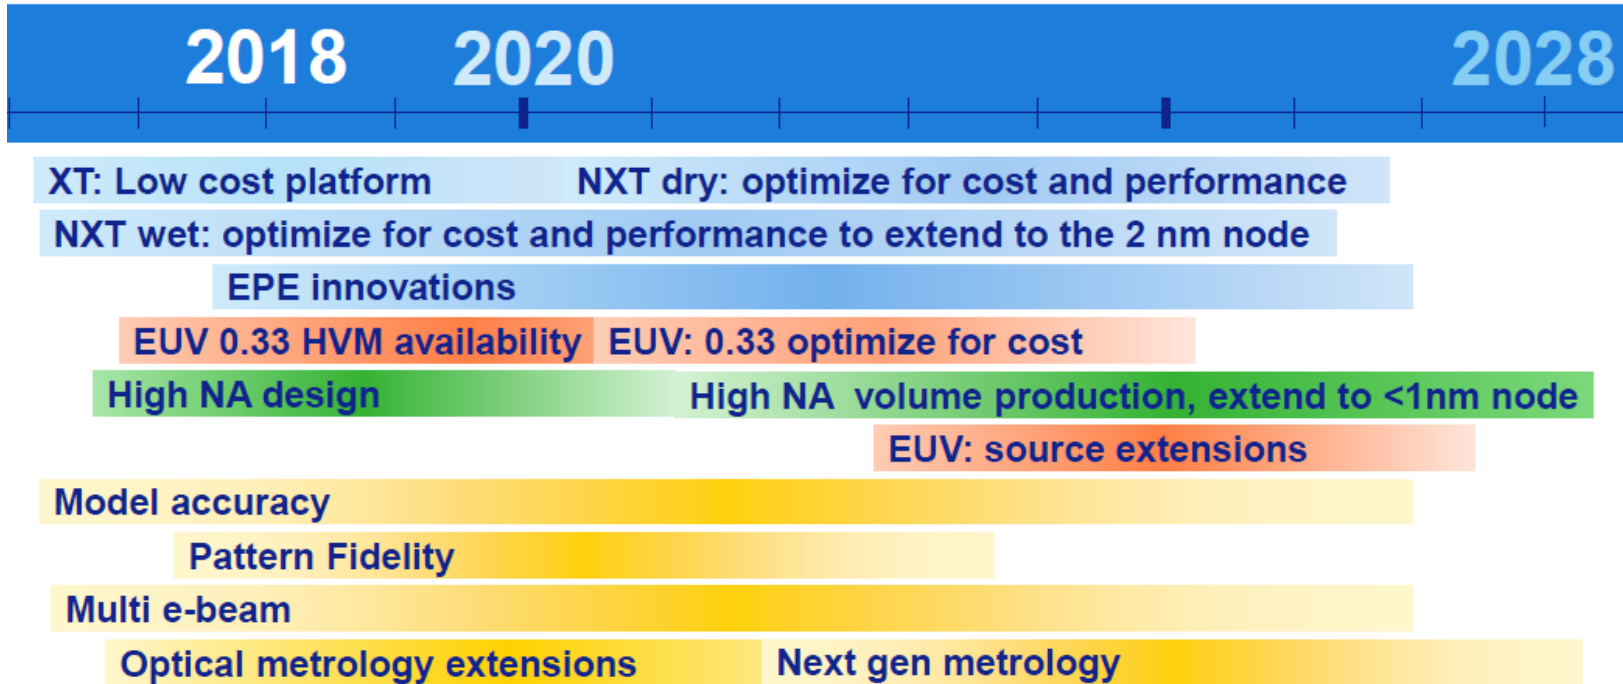 2018 2020 2028
XT: Low cost platform NXT dry: optimize for cost and performance
NXT wet: optimize for cost and performance to extend to the 2 nm node
EPE innovations
EUV 0.33 HVM availability EUV: 0.33 optimize for cost
High NA design High NA volume production, extend to <1nm node
EUV: source extensions
Model accuracy
Pattern Fidelity
Multi e-beam
Optical metrology extensions Next gen metrology